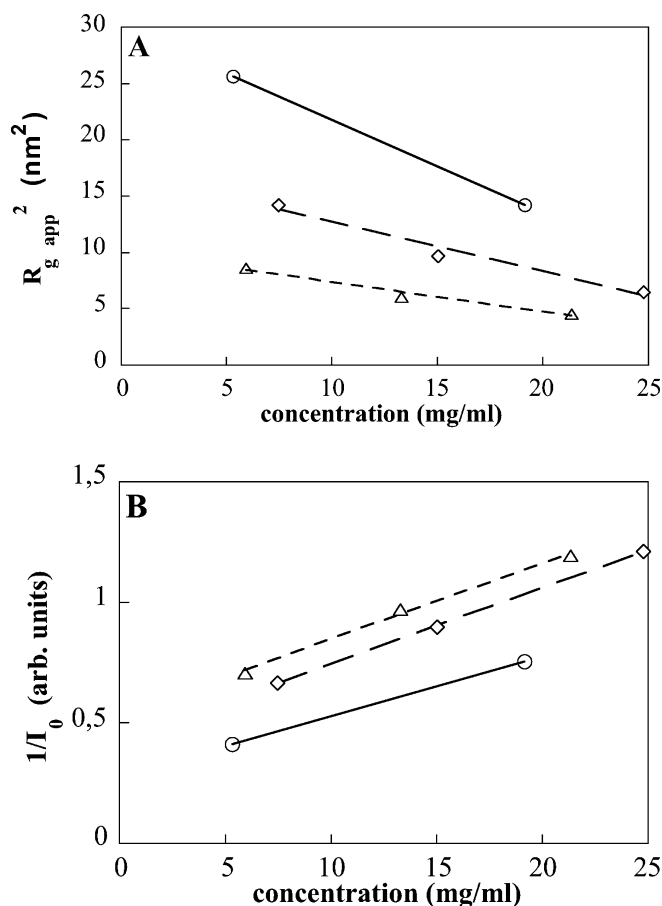 A
30
25
20
15
10
5
0
R_g app^2 (nm^2)
0 5 10 15 20 25
concentration (mg/ml)
B
1,5
1
0,5
0
1/I_0 (arb. units)
0 5 10 15 20 25
concentration (mg/ml)